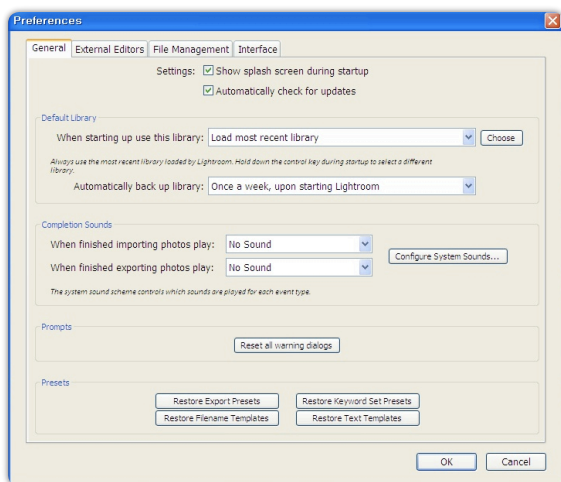 Preferences
General External Editors File Management Interface
Settings: Show splash screen during startup
Automatically check for updates
Default Library
When starting up use this library: Load most recent library Choose
Always use the most recent library loaded by Lightroom. Hold down the control key during startup to select a different
library.
Automatically back up library: Once a week, upon starting Lightroom
Completion Sounds
When finished importing photos play: No Sound
Configure System Sounds...
When finished exporting photos play: No Sound
The system sound scheme controls which sounds are played for each event type.
Prompts
Reset all warning dialogs
Presets
Restore Export Presets Restore Keyword Set Presets
Restore Filename Templates Restore Text Templates
OK Cancel